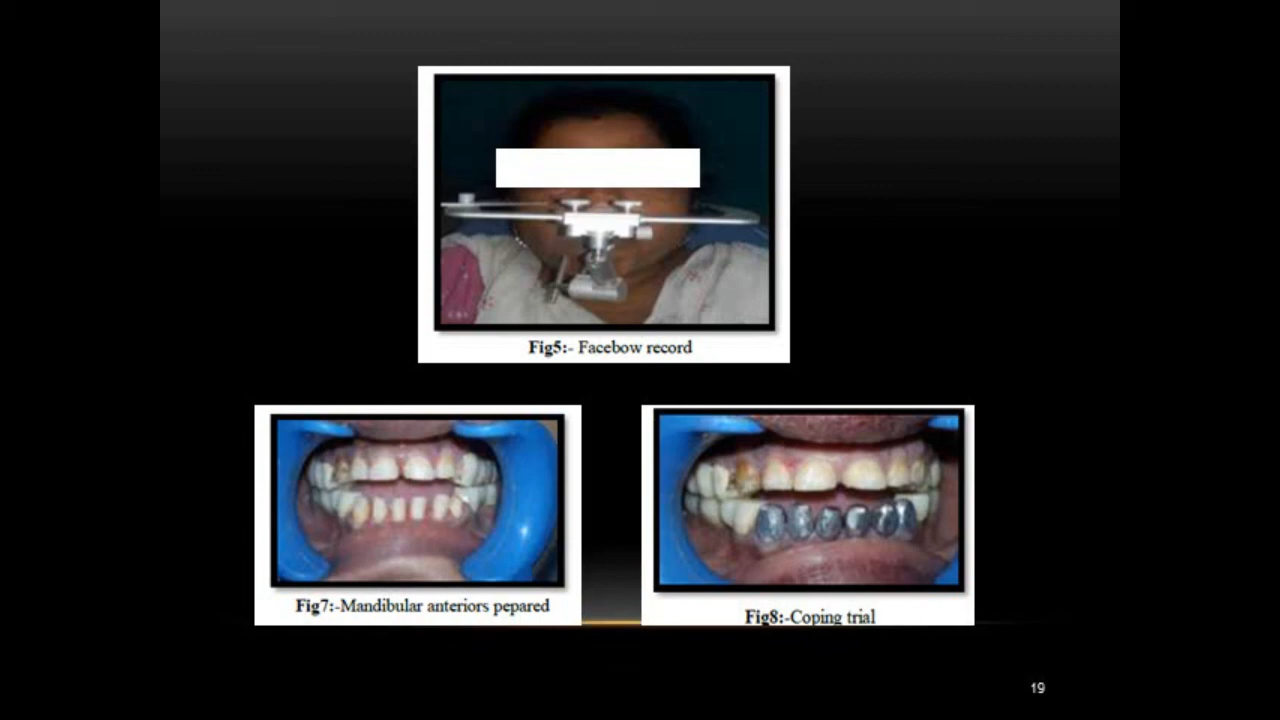 Fig5:- Facebow record
Fig7:-Mandibular anteriors pepared
Fig8:-Coping trial
19